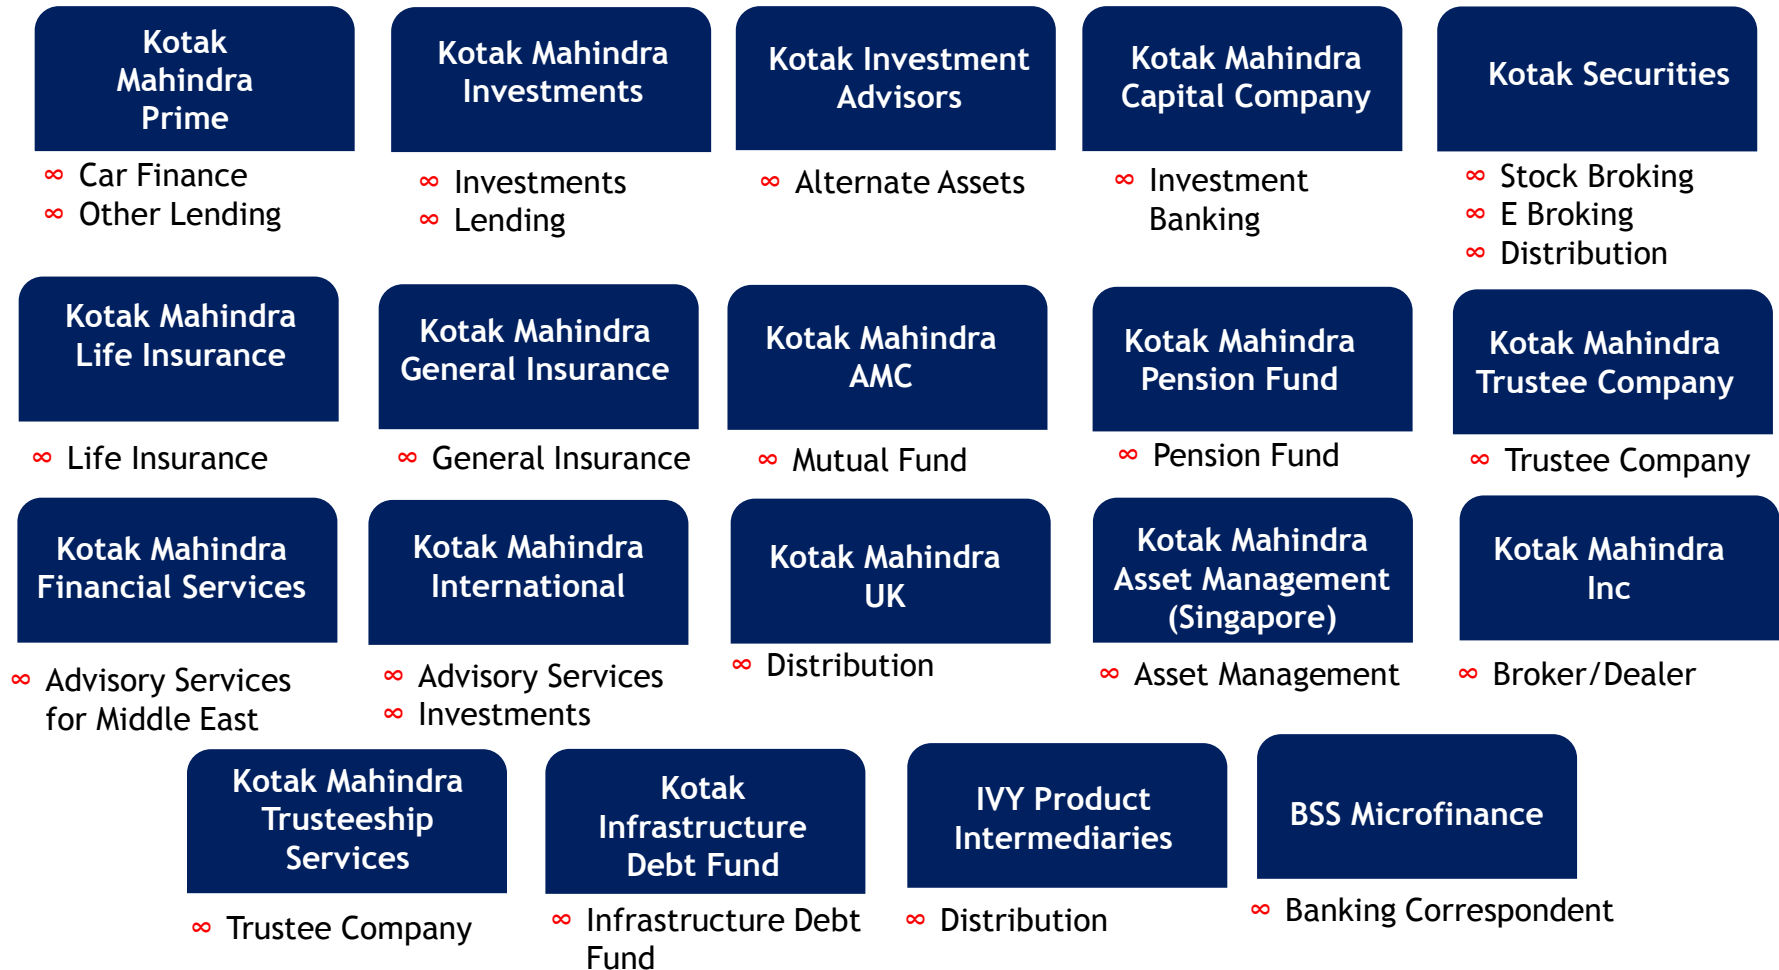 Kotak
Mahindra
Prime
∞ Car Finance
∞ Other Lending
Kotak Mahindra
Investments
∞ Investments
∞ Lending
Kotak Investment
Advisors
∞ Alternate Assets
Kotak Mahindra
Capital Company
∞ Investment
Banking
Kotak Securities
∞ Stock Broking
∞ E Broking
∞ Distribution
Kotak Mahindra
Life Insurance
∞ Life Insurance
Kotak Mahindra
General Insurance
∞ General Insurance
Kotak Mahindra
AMC
∞ Mutual Fund
Kotak Mahindra
Pension Fund
∞ Pension Fund
Kotak Mahindra
Trustee Company
∞ Trustee Company
Kotak Mahindra
Financial Services
∞ Advisory Services
for Middle East
Kotak Mahindra
International
∞ Advisory Services
∞ Investments
Kotak Mahindra
UK
∞ Distribution
Kotak Mahindra
Asset Management
(Singapore)
∞ Asset Management
Kotak Mahindra
Inc
∞ Broker/Dealer
Kotak Mahindra
Trusteeship
Services
∞ Trustee Company
Kotak
Infrastructure
Debt Fund
∞ Infrastructure Debt
Fund
IVY Product
Intermediaries
∞ Distribution
BSS Microfinance
∞ Banking Correspondent